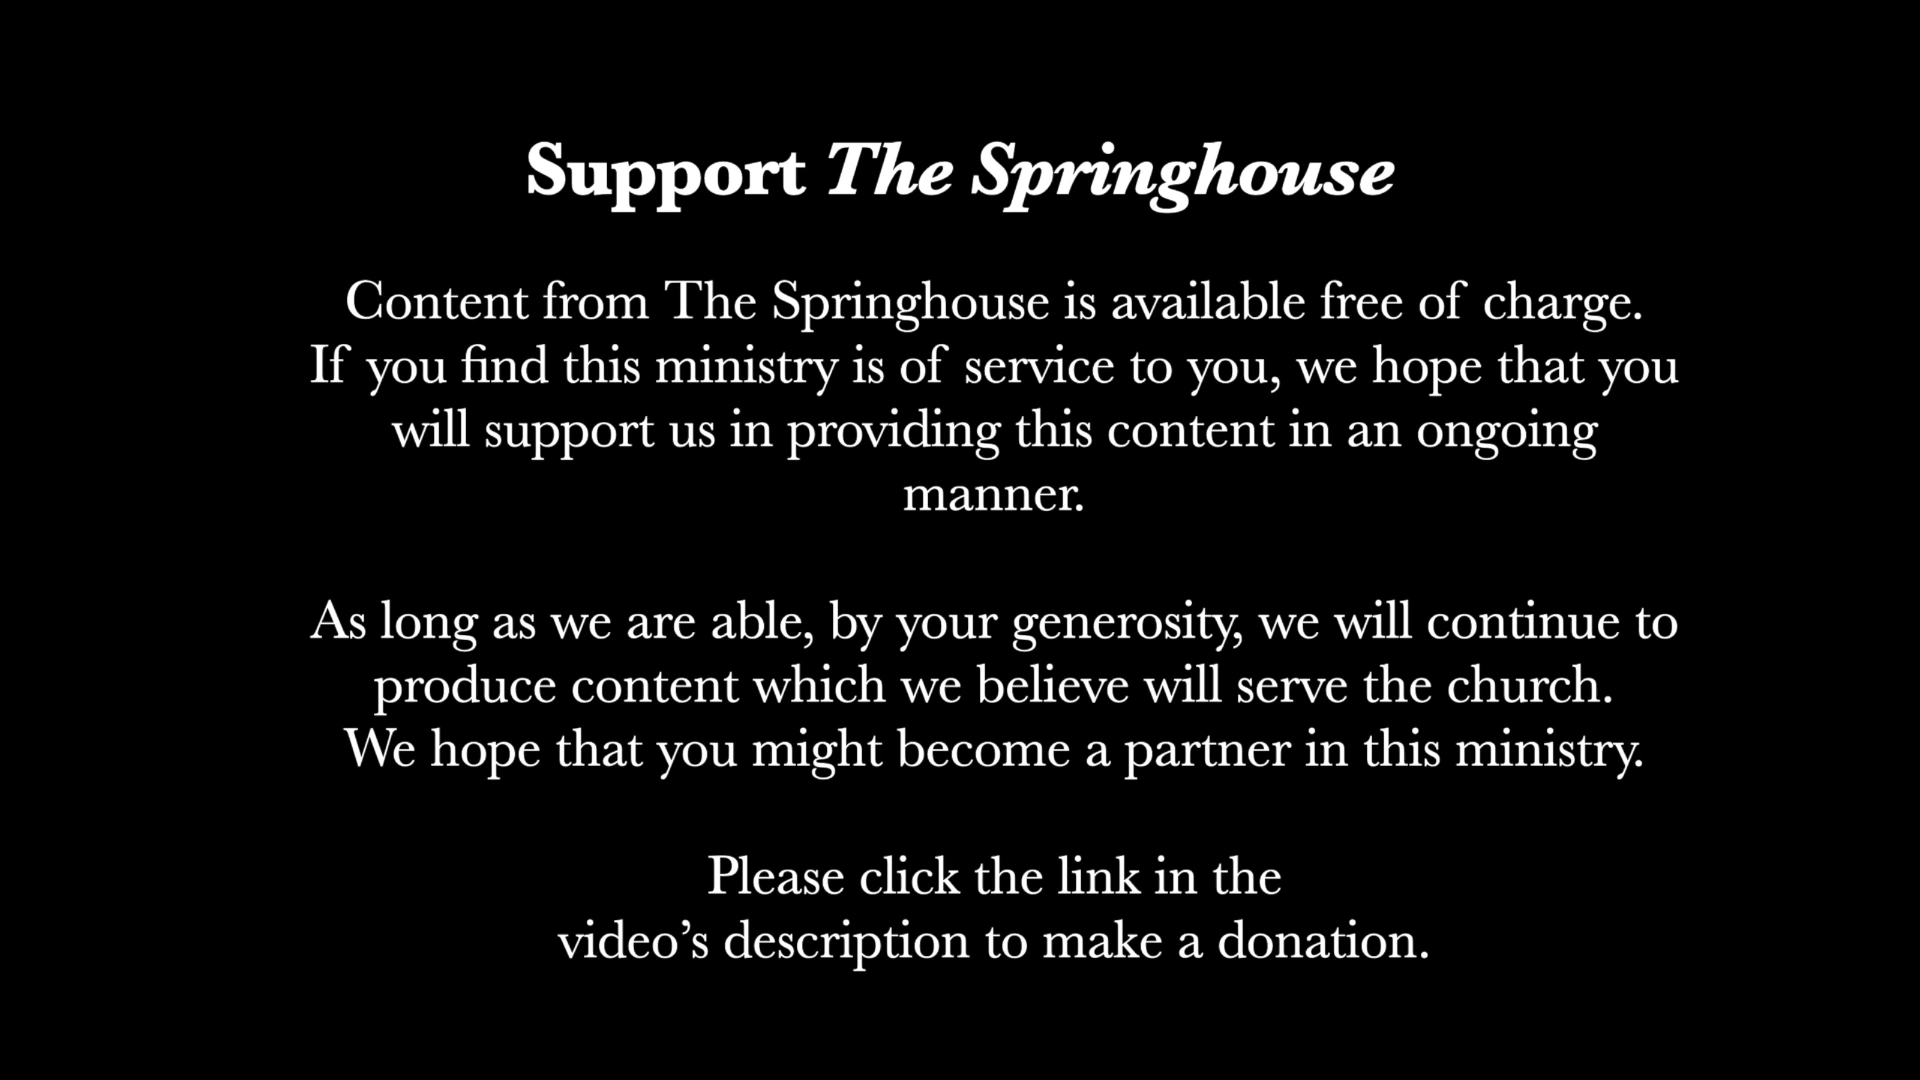 Support The Springhouse
Content from The Springhouse is available free of charge.
If you find this ministry is of service to you, we hope that you
will support us in providing this content in an ongoing
manner.
As long as we are able, by your generosity, we will continue to
produce content which we believe will serve the church.
We hope that you might become a partner in this ministry.
Please click the link in the
video’s description to make a donation.